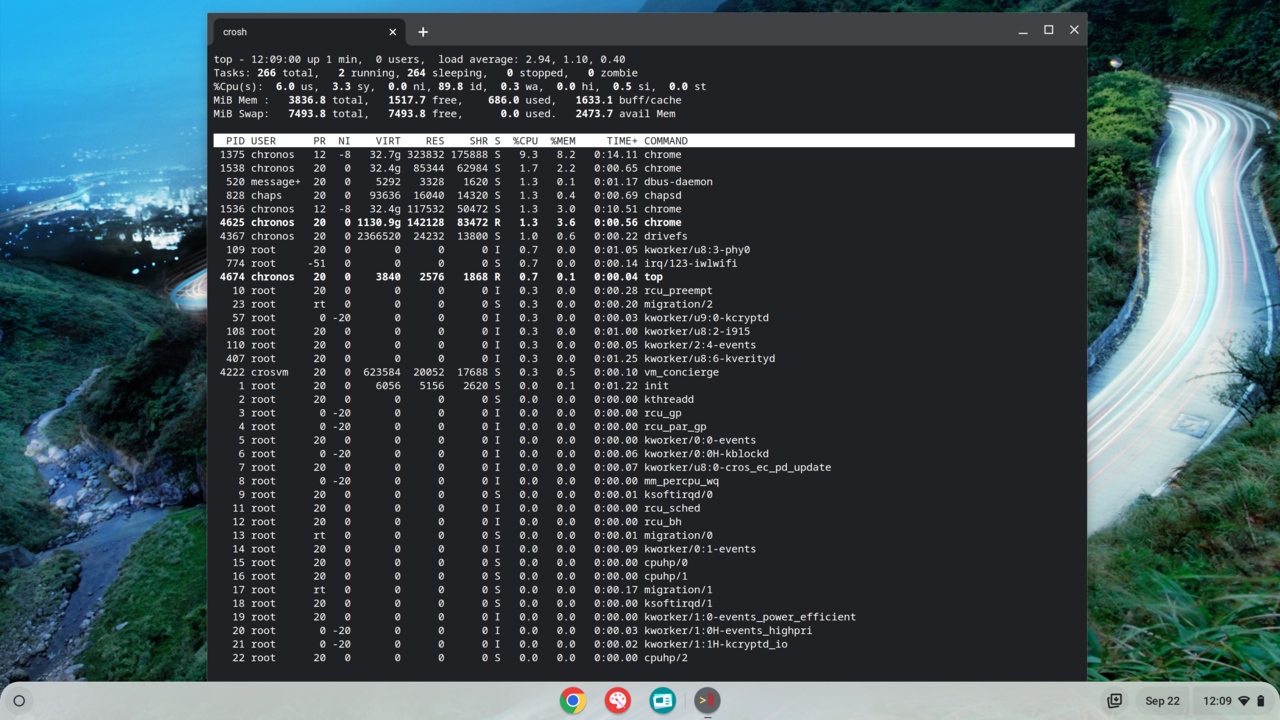 crosh
top - 12:09:00 up 1 min, 0 users, load average: 2.94, 1.10, 0.40
Tasks: 266 total, 2 running, 264 sleeping, 0 stopped, 0 zombie
%Cpu(s): 6.0 us, 3.3 sy, 0.0 ni, 89.8 id, 0.3 wa, 0.0 hi, 0.5 si, 0.0 st
MiB Mem : 3836.8 total, 1517.7 free, 686.0 used, 1633.1 buff/cache
MiB Swap: 7493.8 total, 7493.8 free, 0.0 used. 2473.7 avail Mem
PID USER PR NI VIRT RES SHR S %CPU %MEM TIME+ COMMAND
1375 chronos 12 -8 32.7g 323832 175888 S 9.3 8.2 0:14.11 chrome
1538 chronos 20 0 32.4g 85344 62984 S 1.7 2.2 0:00.65 chrome
520 message+ 20 0 5292 3328 1620 S 1.3 0.1 0:01.17 dbus-daemon
828 chaps 20 0 93636 16040 14320 S 1.3 0.4 0:00.69 chapsd
1536 chronos 12 -8 32.4g 117532 50472 S 1.3 3.0 0:10.51 chrome
4625 chronos 20 0 1130.9g 142128 83472 R 1.3 3.6 0:00.56 chrome
4367 chronos 20 0 2366520 24232 13800 S 1.0 0.6 0:00.22 drivefs
109 root 20 0 0 0 0 I 0.7 0.0 0:01.05 kworker/u8:3-phy0
774 root -51 0 0 0 0 S 0.7 0.0 0:00.14 irq/123-iwlwifi
4674 chronos 20 0 3840 2576 1868 R 0.7 0.1 0:00.04 top
10 root 20 0 0 0 0 I 0.3 0.0 0:00.28 rcu_preempt
23 root rt 0 0 0 0 S 0.3 0.0 0:00.20 migration/2
57 root 0 -20 0 0 0 I 0.3 0.0 0:00.03 kworker/u9:0-kcryptd
108 root 20 0 0 0 0 I 0.3 0.0 0:01.00 kworker/u8:2-i915
110 root 20 0 0 0 0 I 0.3 0.0 0:00.05 kworker/2:4-events
407 root 20 0 0 0 0 I 0.3 0.0 0:01.25 kworker/u8:6-kverityd
4222 crosvm 20 0 623584 20052 17688 S 0.3 0.5 0:00.10 vm_concierge
1 root 20 0 6056 5156 2620 S 0.0 0.1 0:01.22 init
2 root 20 0 0 0 0 S 0.0 0.0 0:00.00 kthreadd
3 root 0 -20 0 0 0 I 0.0 0.0 0:00.00 rcu_gp
4 root 0 -20 0 0 0 I 0.0 0.0 0:00.00 rcu_par_gp
5 root 20 0 0 0 0 I 0.0 0.0 0:00.00 kworker/0:0-events
6 root 0 -20 0 0 0 I 0.0 0.0 0:00.06 kworker/0:0H-kblockd
7 root 20 0 0 0 0 I 0.0 0.0 0:00.07 kworker/u8:0-cros_ec_pd_update
8 root 0 -20 0 0 0 I 0.0 0.0 0:00.00 mm_percpu_wq
9 root 20 0 0 0 0 S 0.0 0.0 0:00.01 ksoftirqd/0
11 root 20 0 0 0 0 I 0.0 0.0 0:00.00 rcu_sched
12 root 20 0 0 0 0 I 0.0 0.0 0:00.00 rcu_bh
13 root rt 0 0 0 0 S 0.0 0.0 0:00.01 migration/0
14 root 20 0 0 0 0 I 0.0 0.0 0:00.09 kworker/0:1-events
15 root 20 0 0 0 0 S 0.0 0.0 0:00.00 cpuhp/0
16 root 20 0 0 0 0 S 0.0 0.0 0:00.00 cpuhp/1
17 root rt 0 0 0 0 S 0.0 0.0 0:00.17 migration/1
18 root 20 0 0 0 0 S 0.0 0.0 0:00.00 ksoftirqd/1
19 root 20 0 0 0 0 I 0.0 0.0 0:00.00 kworker/1:0-events_power_efficient
20 root 0 -20 0 0 0 I 0.0 0.0 0:00.03 kworker/1:0H-events_highpri
21 root 0 -20 0 0 0 I 0.0 0.0 0:00.02 kworker/1:1H-kcryptd_io
22 root 20 0 0 0 0 S 0.0 0.0 0:00.00 cpuhp/2
Sep 22 12:09